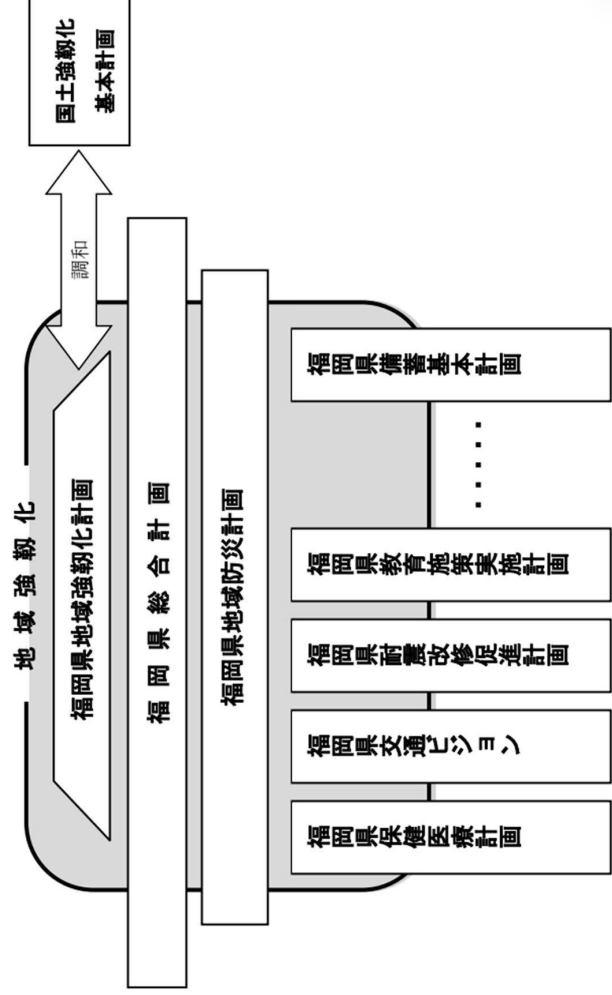 国土強靱化
基本計画
調和
地域強靱化
福岡県地域強靱化計画
福岡県総合計画
福岡県地域防災計画
福岡県保健医療計画
福岡県交通ビジョン
福岡県耐震改修促進計画
福岡県教育施策実施計画
・・・・・
福岡県備蓄基本計画